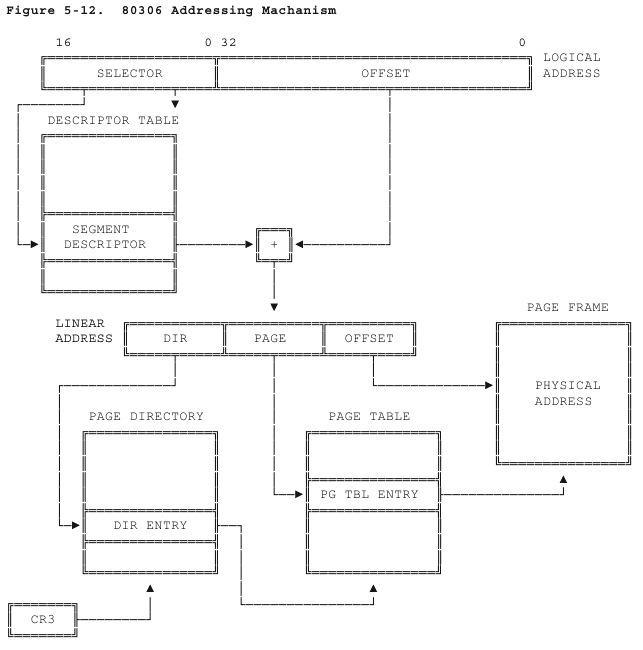 Figure 5-12.  80306 Addressing Machanism
16 0 32 0
SELECTOR OFFSET LOGICAL
ADDRESS
DESCRIPTOR TABLE
SEGMENT
DESCRIPTOR
+
PAGE FRAME
LINEAR
ADDRESS
DIR PAGE OFFSET
PHYSICAL
ADDRESS
PAGE DIRECTORY PAGE TABLE
PG TBL ENTRY
DIR ENTRY
CR3